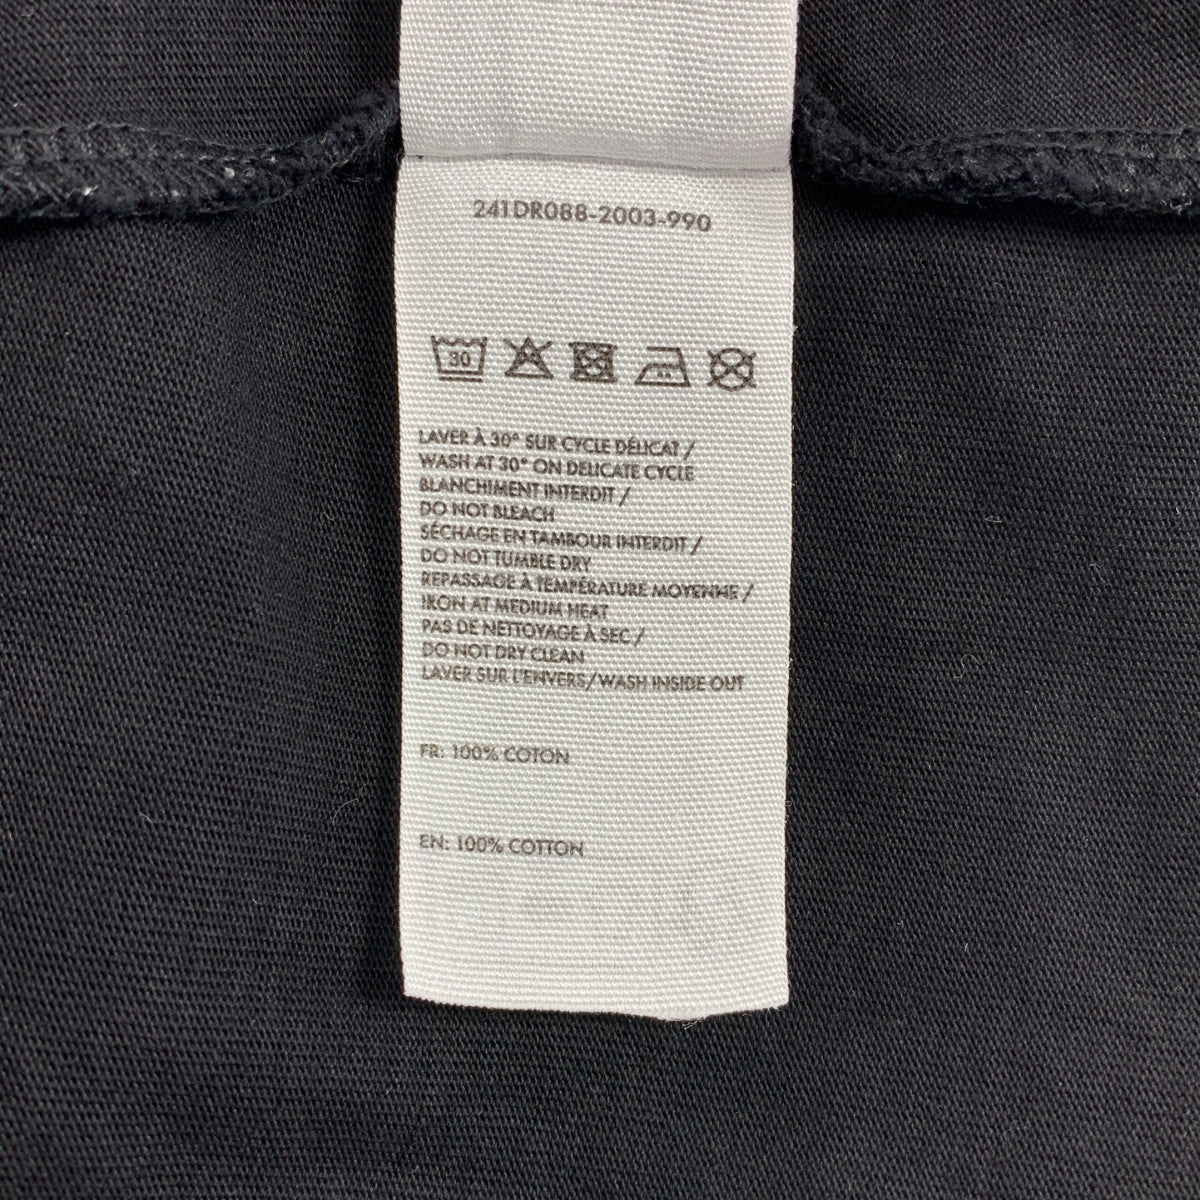 241DR088-2003-990
30
LAVER À 30° SUR CYCLE DÉLICAT /
WASH AT 30° ON DELICATE CYCLE
BLANCHIMENT INTERDIT /
DO NOT BLEACH
SÉCHAGE EN TAMBOUR INTERDIT /
DO NOT TUMBLE DRY
REPASSAGE À TEMPÉRATURE MOYENNE /
IRON AT MEDIUM HEAT
PAS DE NETTOYAGE À SEC /
DO NOT DRY CLEAN
LAVER SUR L'ENVERS/WASH INSIDE OUT
FR: 100% COTON
EN: 100% COTTON